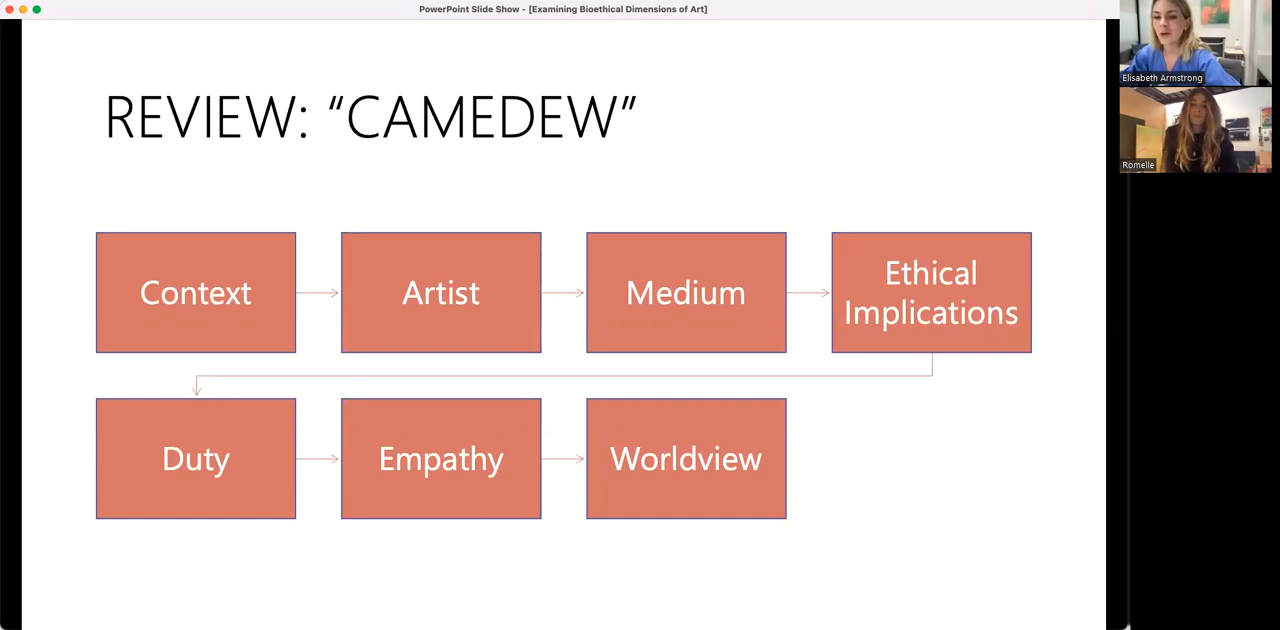 PowerPoint Slide Show - [Examining Bioethical Dimensions of Art]
REVIEW: “CAMEDEW”
Context
Artist
Medium
Ethical
Implications
Duty
Empathy
Worldview
Elisabeth Armstrong
Romelle